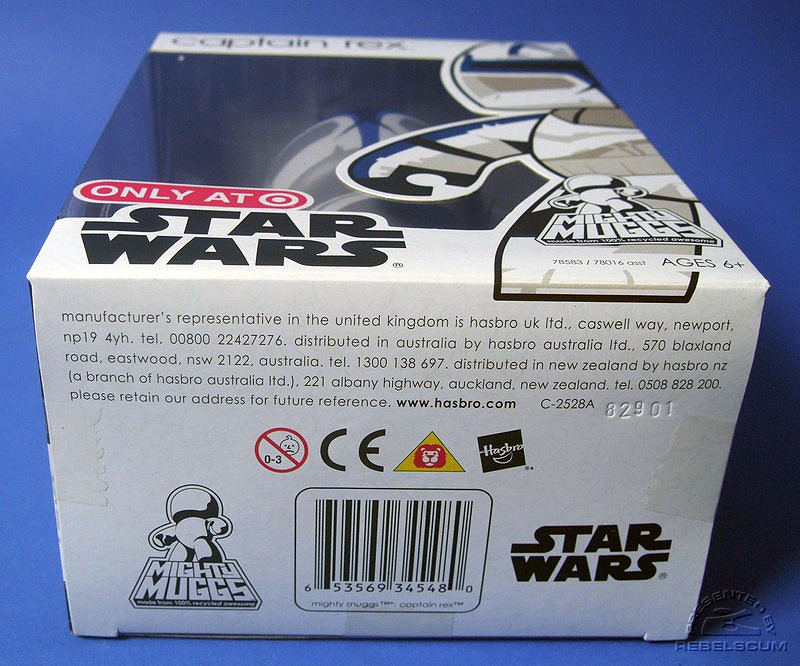 captain rex
ONLY AT
STAR
WARS®
MIGHTY
MUGGS
made from 100% recycled awesome
78583 / 78016 asst AGES 6+
manufacturer's representative in the united kingdom is hasbro uk ltd., caswell way, newport,
np19 4yh. tel. 00800 22427276. distributed in australia by hasbro australia ltd., 570 blaxland
road, eastwood, nsw 2122, australia. tel. 1300 138 697. distributed in new zealand by hasbro nz
(a branch of hasbro australia ltd.), 221 albany highway, auckland, new zealand. tel. 0508 828 200.
please retain our address for future reference. www.hasbro.com C-2528A 82901
0-3 CE Hasbro
MIGHTY
MUGGS
made from 100% recycled awesome
6 53569 34548 0
mighty muggs™: captain rex™
STAR
WARS®
PRESENTED BY
REBELSCUM